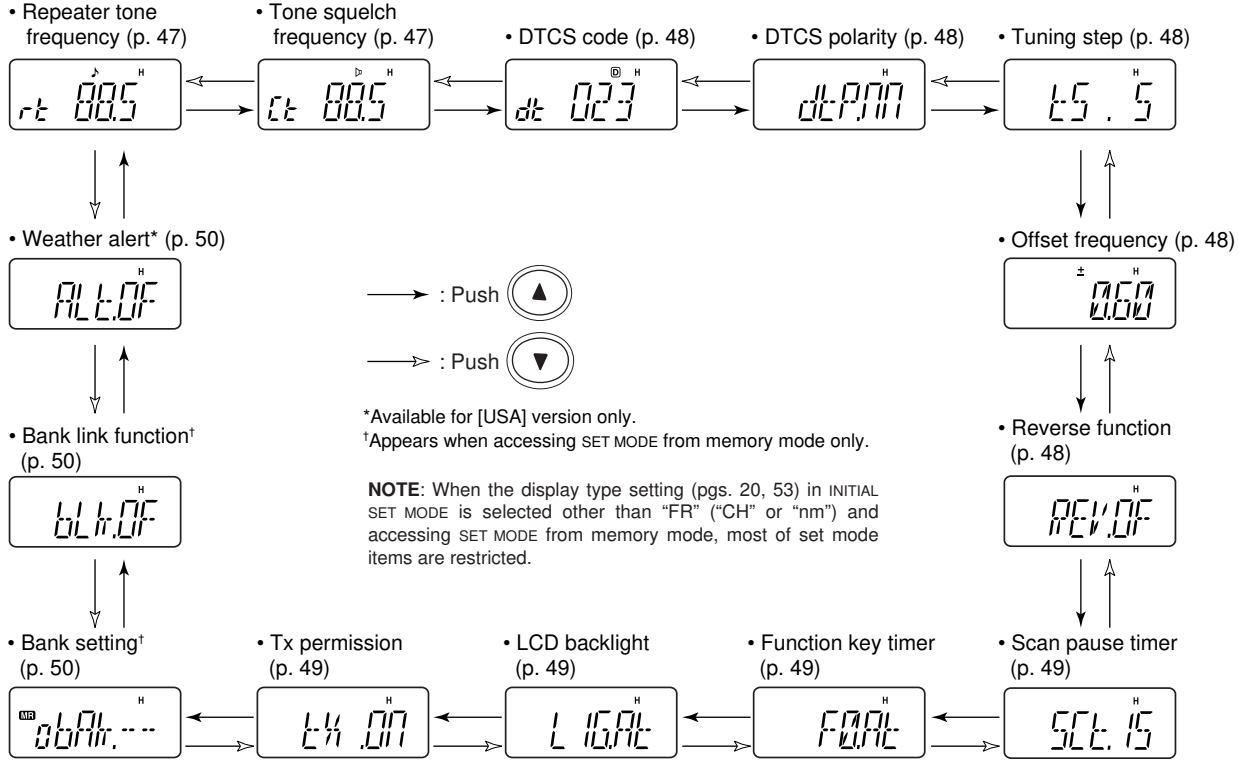 • Repeater tone frequency (p. 47)
• Tone squelch frequency (p. 47)
• DTCS code (p. 48)
• DTCS polarity (p. 48)
• Tuning step (p. 48)
♪ H
rt 88.5
H
Ct 88.5
D H
dt 023
H
dtP.NN
H
tS . 5
• Weather alert* (p. 50)
H
ALt.OF
: Push ▲
: Push ▼
• Offset frequency (p. 48)
± H
0.60
*Available for [USA] version only.
†Appears when accessing SET MODE from memory mode only.
• Bank link function†
(p. 50)
H
bLk.OF
NOTE: When the display type setting (pgs. 20, 53) in INITIAL
SET MODE is selected other than “FR” (“CH” or “nm”) and
accessing SET MODE from memory mode, most of set mode
items are restricted.
• Reverse function
(p. 48)
H
REV.OF
• Bank setting†
(p. 50)
• Tx permission
(p. 49)
• LCD backlight
(p. 49)
• Function key timer
(p. 49)
• Scan pause timer
(p. 49)
MR H
0bAk.--
H
tX .ON
H
LIG.At
H
F0.At
H
SCt. 15